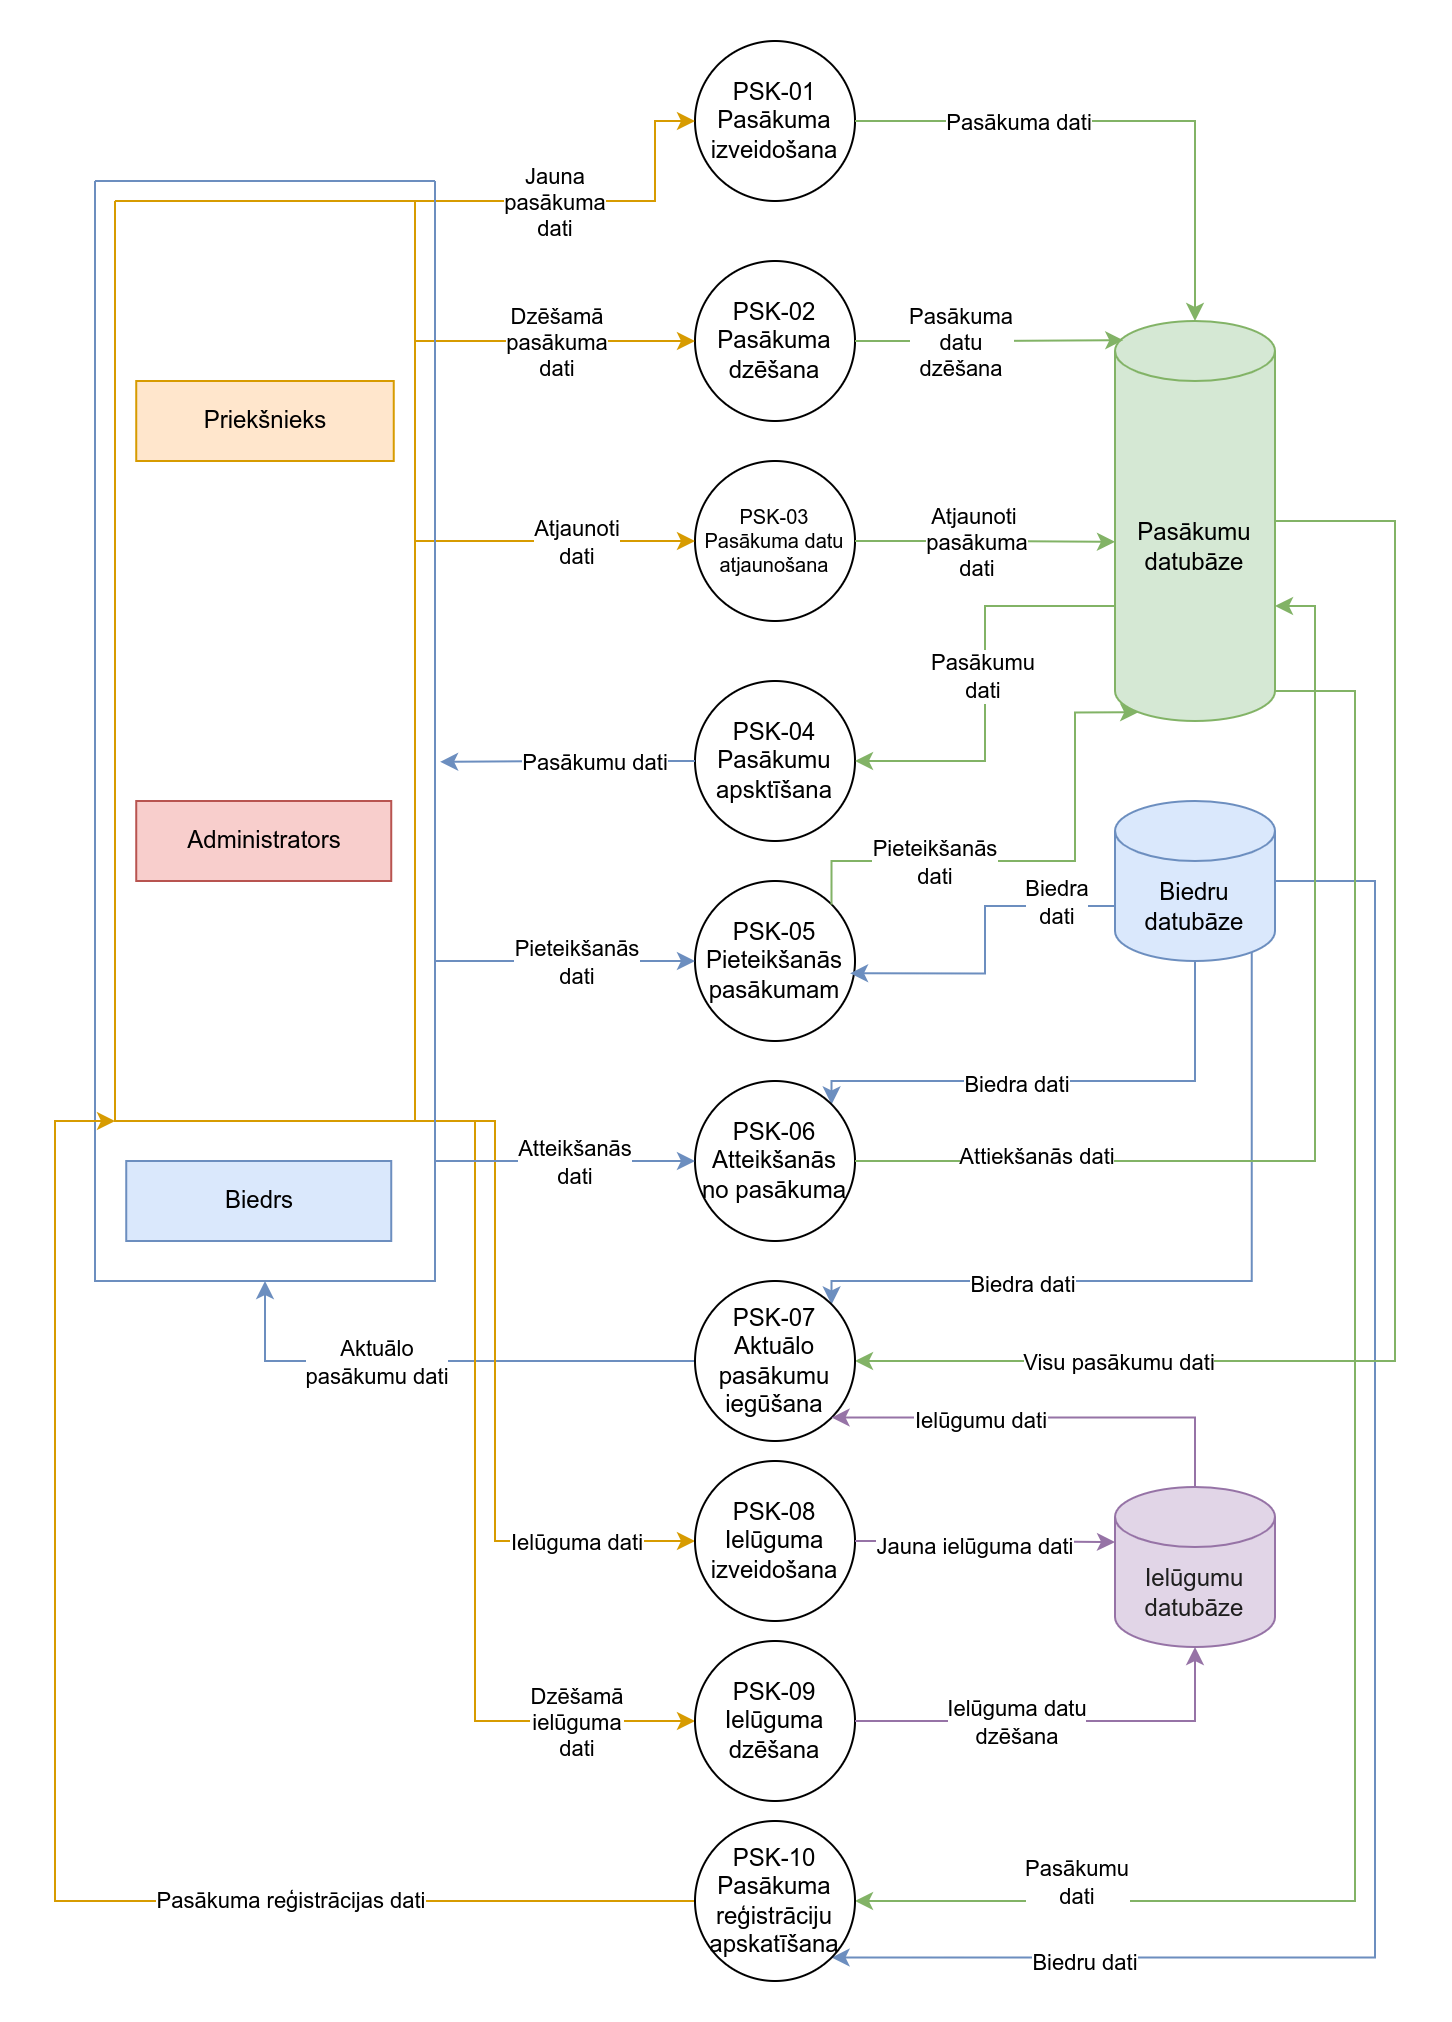 PSK-01
Pasākuma
izveidošana
Pasākuma dati
Jauna
pasākuma
dati
Dzēšamā
pasākuma
dati
PSK-02
Pasākuma
dzēšana
Pasākuma
datu
dzēšana
Priekšnieks
Atjaunoti
dati
PSK-03
Pasākuma datu
atjaunošana
Atjaunoti
pasākuma
dati
Pasākumu
datubāze
Pasākumu
dati
Pasākumu dati
PSK-04
Pasākumu
apsktīšana
Administrators
Pieteikšanās
dati
Biedra
dati
Biedru
datubāze
Pieteikšanās
dati
PSK-05
Pieteikšanās
pasākumam
Biedra dati
Atteikšanās
dati
PSK-06
Atteikšanās
no pasākuma
Attiekšanās dati
Biedrs
Biedra dati
Aktuālo
pasākumu dati
PSK-07
Aktuālo
pasākumu
iegūšana
Visu pasākumu dati
Ielūgumu dati
Ielūguma dati
PSK-08
Ielūguma
izveidošana
Jauna ielūguma dati
Ielūgumu
datubāze
Dzēšamā
ielūguma
dati
PSK-09
Ielūguma
dzēšana
Ielūguma datu
dzēšana
Pasākuma reģistrācijas dati
PSK-10
Pasākuma
reģistrāciju
apskatīšana
Pasākumu
dati
Biedru dati